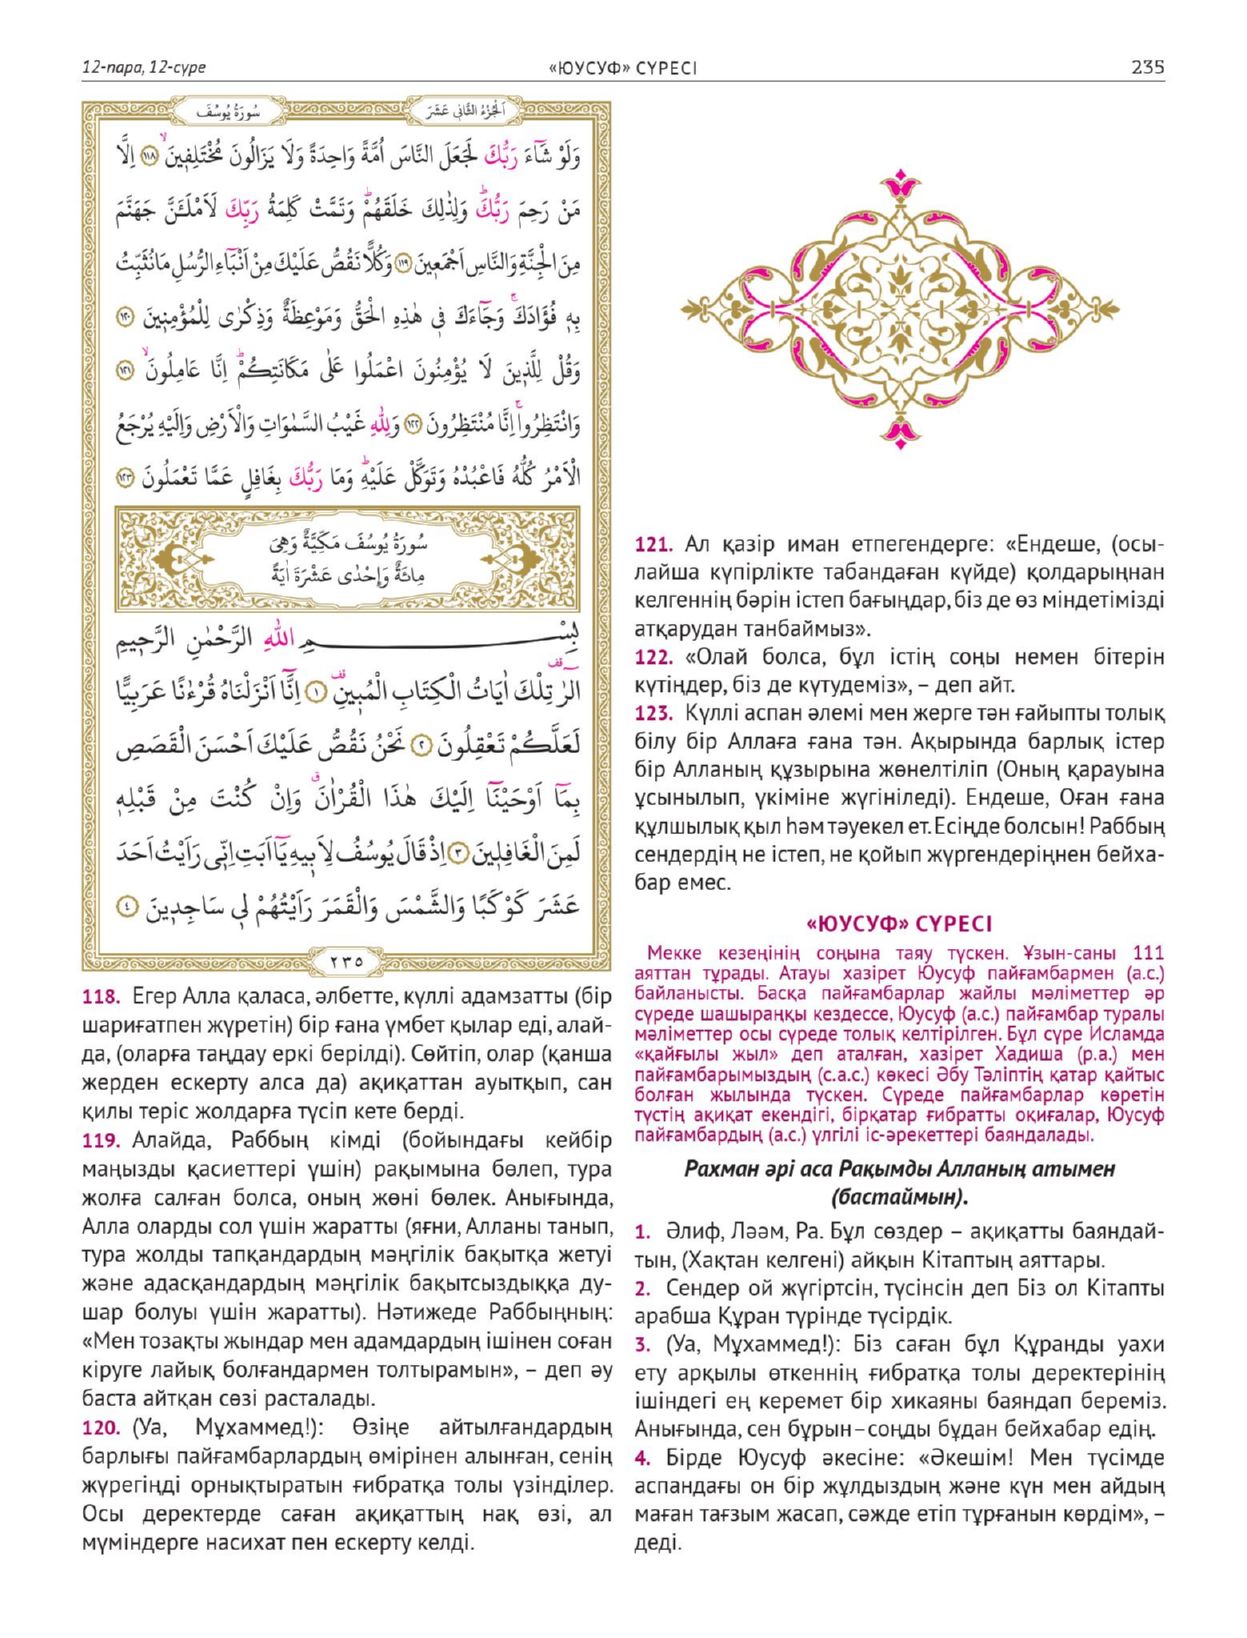 12-пара, 12-сүре
«ЮУСУФ» СҮРЕСІ
235
اَلْجُزْءُ الثَّانِي عَشَرَ
سُورَةُ يُوسُفَ
وَلَوْ شَٓاءَ رَبُّكَ لَجَعَلَ النَّاسَ اُمَّةً وَاحِدَةً وَلَا يَزَالُونَ مُخْتَلِف۪ينَۙ ﴿١١٨﴾ اِلَّا
مَنْ رَحِمَ رَبُّكَۜ وَلِذٰلِكَ خَلَقَهُمْۜ وَتَمَّتْ كَلِمَةُ رَبِّكَ لَاَمْلَـَٔنَّ جَهَنَّمَ
مِنَ الْجِنَّةِ وَالنَّاسِ اَجْمَع۪ينَ ﴿١١٩﴾ وَكُلًّا نَقُصُّ عَلَيْكَ مِنْ اَنْبَٓاءِ الرُّسُلِ مَا نُثَبِّتُ
بِه۪ فُؤٰادَكَۚ وَجَٓاءَكَ ف۪ي هٰذِهِ الْحَقُّ وَمَوْعِظَةٌ وَذِكْرٰى لِلْمُؤْمِن۪ينَ ﴿١٢٠﴾
وَقُلْ لِلَّذ۪ينَ لَا يُؤْمِنُونَ اعْمَلُوا عَلٰى مَكَانَتِكُمْۜ اِنَّا عَامِلُونَۙ ﴿١٢١﴾
وَانْتَظِرُواۚ اِنَّا مُنْتَظِرُونَ ﴿١٢٢﴾ وَلِلّٰهِ غَيْبُ السَّمٰوَاتِ وَالْاَرْضِ وَاِلَيْهِ يُرْجَعُ
الْاَمْرُ كُلُّهُ فَاعْبُدْهُ وَتَوَكَّلْ عَلَيْهِۜ وَمَا رَبُّكَ بِغَافِلٍ عَمَّا تَعْمَلُونَ ﴿١٢٣﴾
سُورَةُ يُوسُفَ مَكِّيَّةٌ وَهِيَ
مِائَةٌ وَاِحْدٰى عَشْرَةَ اٰيَةً
بِسْمِ اللّٰهِ الرَّحْمٰنِ الرَّح۪يمِ
الٓرٰ۠ تِلْكَ اٰيَاتُ الْكِتَابِ الْمُب۪ينِ۠ ﴿١﴾ اِنَّٓا اَنْزَلْنَاهُ قُرْءٰنًا عَرَبِيًّا
لَعَلَّكُمْ تَعْقِلُونَ ﴿٢﴾ نَحْنُ نَقُصُّ عَلَيْكَ اَحْسَنَ الْقَصَصِ
بِمَٓا اَوْحَيْنَٓا اِلَيْكَ هٰذَا الْقُرْاٰنَۗ وَاِنْ كُنْتَ مِنْ قَبْلِه۪
لَمِنَ الْغَافِل۪ينَ ﴿٣﴾ اِذْ قَالَ يُوسُفُ لِاَب۪يهِ يَٓا اَبَتِ اِنّ۪ي رَاَيْتُ اَحَدَ
عَشَرَ كَوْكَبًا وَالشَّمْسَ وَالْقَمَرَ رَاَيْتُهُمْ ل۪ي سَاجِد۪ينَ ﴿٤﴾
٢٣٥
118. Егер Алла қаласа, әлбетте, күллі адамзатты (бір
шариғатпен жүретін) бір ғана үмбет қылар еді, алай-
да, (оларға таңдау еркі берілді). Сөйтіп, олар (қанша
жерден ескерту алса да) ақиқаттан ауытқып, сан
қилы теріс жолдарға түсіп кете берді.
119. Алайда, Раббың кімді (бойындағы кейбір
маңызды қасиеттері үшін) рақымына бөлеп, тура
жолға салған болса, оның жөні бөлек. Анығында,
Алла оларды сол үшін жаратты (яғни, Алланы танып,
тура жолды тапқандардың мәңгілік бақытқа жетуі
және адасқандардың мәңгілік бақытсыздыққа ду-
шар болуы үшін жаратты). Нәтижеде Раббыңның:
«Мен тозақты жындар мен адамдардың ішінен соған
кіруге лайық болғандармен толтырамын», – деп әу
баста айтқан сөзі расталады.
120. (Уа, Мұхаммед!): Өзіңе айтылғандардың
барлығы пайғамбарлардың өмірінен алынған, сенің
жүрегіңді орнықтыратын ғибратқа толы үзінділер.
Осы деректерде саған ақиқаттың нақ өзі, ал
мүміндерге насихат пен ескерту келді.
121. Ал қазір иман етпегендерге: «Ендеше, (осы-
лайша күпірлікте табандаған күйде) қолдарыңнан
келгеннің бәрін істеп бағыңдар, біз де өз міндетімізді
атқарудан танбаймыз».
122. «Олай болса, бұл істің соңы немен бітерін
күтіңдер, біз де күтудеміз», – деп айт.
123. Күллі аспан әлемі мен жерге тән ғайыпты толық
білу бір Аллаға ғана тән. Ақырында барлық істер
бір Алланың құзырына жөнелтіліп (Оның қарауына
ұсынылып, үкіміне жүгініледі). Ендеше, Оған ғана
құлшылық қыл һәм тәуекел ет. Есіңде болсын! Раббың
сендердің не істеп, не қойып жүргендеріңнен бейха-
бар емес.
«ЮУСУФ» СҮРЕСІ
Мекке кезеңінің соңына таяу түскен. Ұзын-саны 111
аяттан тұрады. Атауы хазірет Юусуф пайғамбармен (а.с.)
байланысты. Басқа пайғамбарлар жайлы мәліметтер әр
сүреде шашыраңқы кездессе, Юусуф (а.с.) пайғамбар туралы
мәліметтер осы сүреде толық келтірілген. Бұл сүре Исламда
«қайғылы жыл» деп аталған, хазірет Хадиша (р.а.) мен
пайғамбарымыздың (с.а.с.) көкесі Әбу Тәліптің қатар қайтыс
болған жылында түскен. Сүреде пайғамбарлар көретін
түстің ақиқат екендігі, бірқатар ғибратты оқиғалар, Юусуф
пайғамбардың (а.с.) үлгілі іс-әрекеттері баяндалады.
Рахман әрі аса Рақымды Алланың атымен
(бастаймын).
1. Әлиф, Ләәм, Ра. Бұл сөздер – ақиқатты баяндай-
тын, (Хақтан келгені) айқын Кітаптың аяттары.
2. Сендер ой жүгіртсін, түсінсін деп Біз ол Кітапты
арабша Құран түрінде түсірдік.
3. (Уа, Мұхаммед!): Біз саған бұл Құранды уахи
ету арқылы өткеннің ғибратқа толы деректерінің
ішіндегі ең керемет бір хикаяны баяндап береміз.
Анығында, сен бұрын–соңды бұдан бейхабар едің.
4. Бірде Юусуф әкесіне: «Әкешім! Мен түсімде
аспандағы он бір жұлдыздың және күн мен айдың
маған тағзым жасап, сәжде етіп тұрғанын көрдім», –
деді.